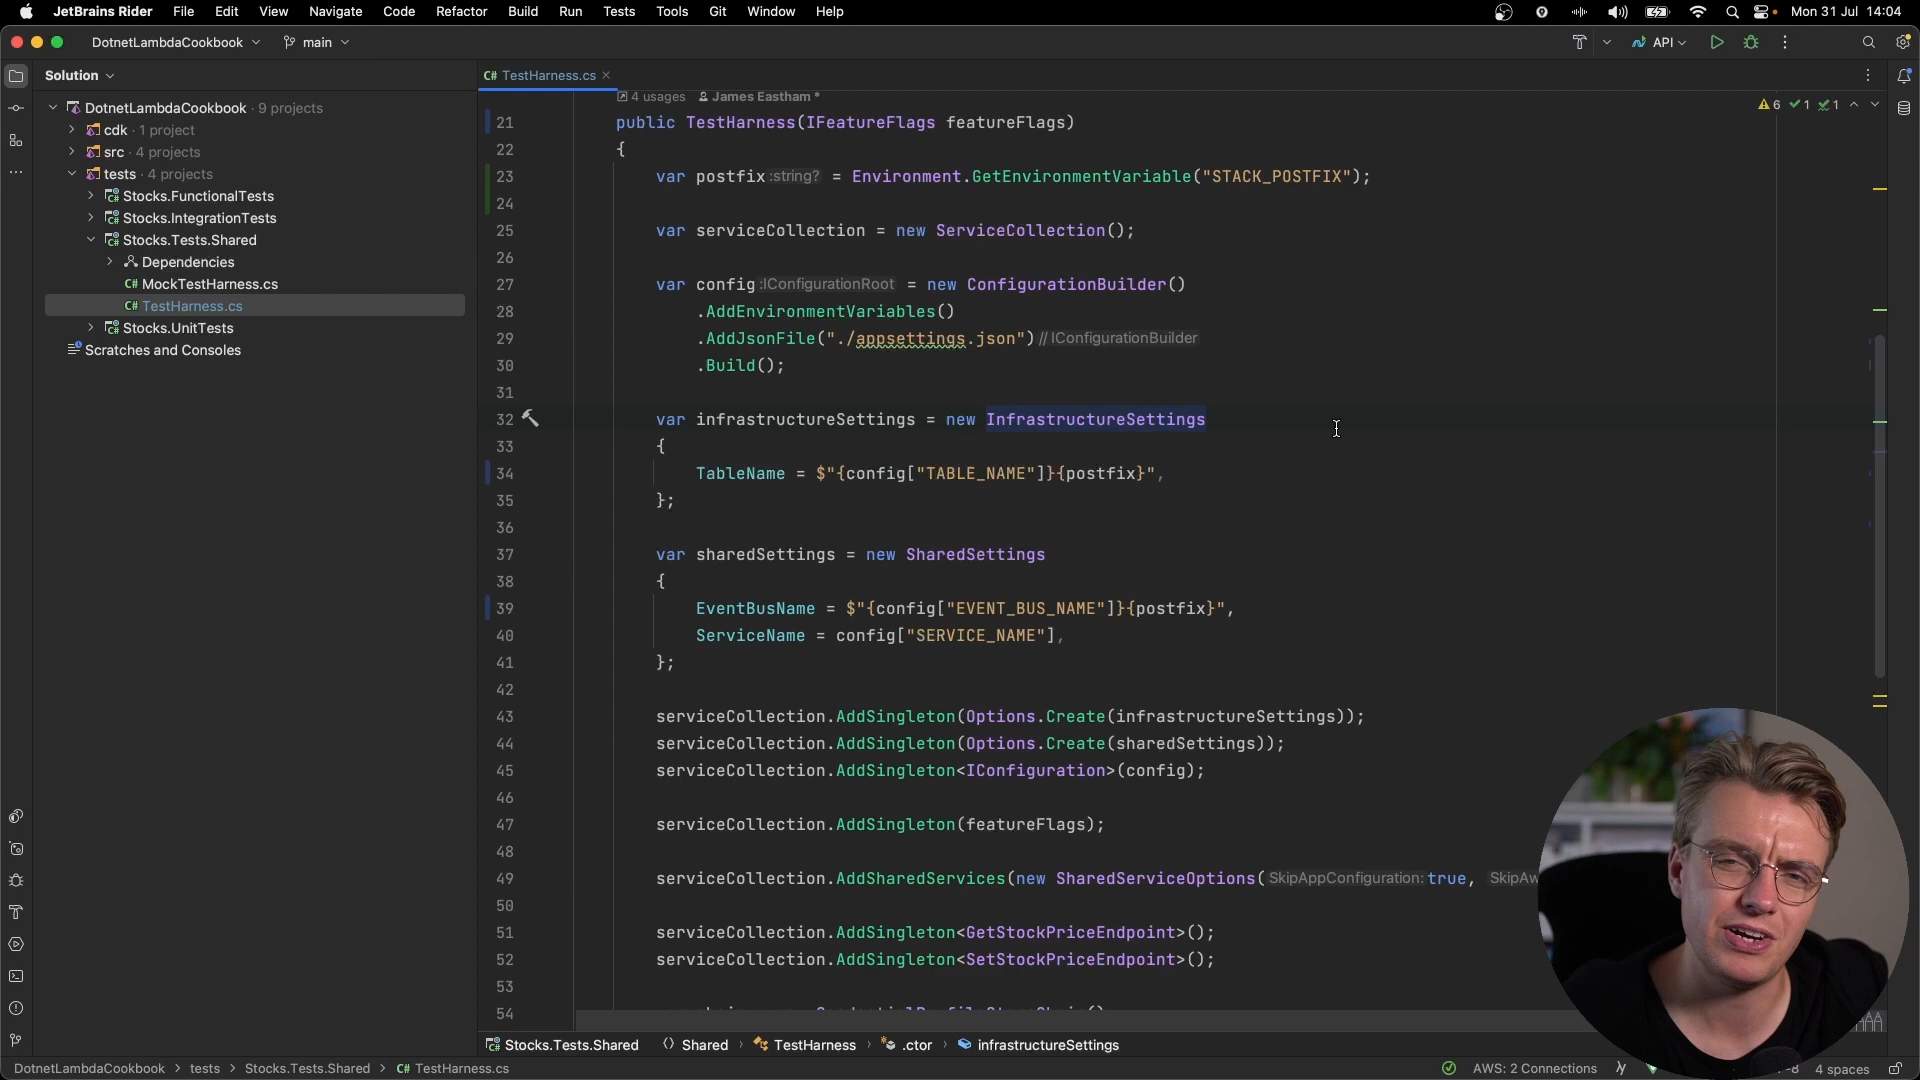 JetBrains Rider File Edit View Navigate Code Refactor Build Run Tests Tools Git Window Help Mon 31 Jul 14:04
DotnetLambdaCookbook main API
Solution
DotnetLambdaCookbook · 9 projects
cdk · 1 project
src · 4 projects
tests · 4 projects
Stocks.FunctionalTests
Stocks.IntegrationTests
Stocks.Tests.Shared
Dependencies
C# MockTestHarness.cs
C# TestHarness.cs
Stocks.UnitTests
Scratches and Consoles
C# TestHarness.cs
4 usages James Eastham *
6 1 1
21 public TestHarness(IFeatureFlags featureFlags)
22 {
23 var postfix :string? = Environment.GetEnvironmentVariable("STACK_POSTFIX");
24
25 var serviceCollection = new ServiceCollection();
26
27 var config :IConfigurationRoot = new ConfigurationBuilder()
28 .AddEnvironmentVariables()
29 .AddJsonFile("./appsettings.json") // IConfigurationBuilder
30 .Build();
31
32 var infrastructureSettings = new InfrastructureSettings
33 {
34 TableName = $"{config["TABLE_NAME"]}{postfix}",
35 };
36
37 var sharedSettings = new SharedSettings
38 {
39 EventBusName = $"{config["EVENT_BUS_NAME"]}{postfix}",
40 ServiceName = config["SERVICE_NAME"],
41 };
42
43 serviceCollection.AddSingleton(Options.Create(infrastructureSettings));
44 serviceCollection.AddSingleton(Options.Create(sharedSettings));
45 serviceCollection.AddSingleton<IConfiguration>(config);
46
47 serviceCollection.AddSingleton(featureFlags);
48
49 serviceCollection.AddSharedServices(new SharedServiceOptions( SkipAppConfiguration: true, SkipAw
50
51 serviceCollection.AddSingleton<GetStockPriceEndpoint>();
52 serviceCollection.AddSingleton<SetStockPriceEndpoint>();
53
54
Stocks.Tests.Shared Shared TestHarness .ctor infrastructureSettings
DotnetLambdaCookbook > tests > Stocks.Tests.Shared > C# TestHarness.cs AWS: 2 Connections 4 spaces